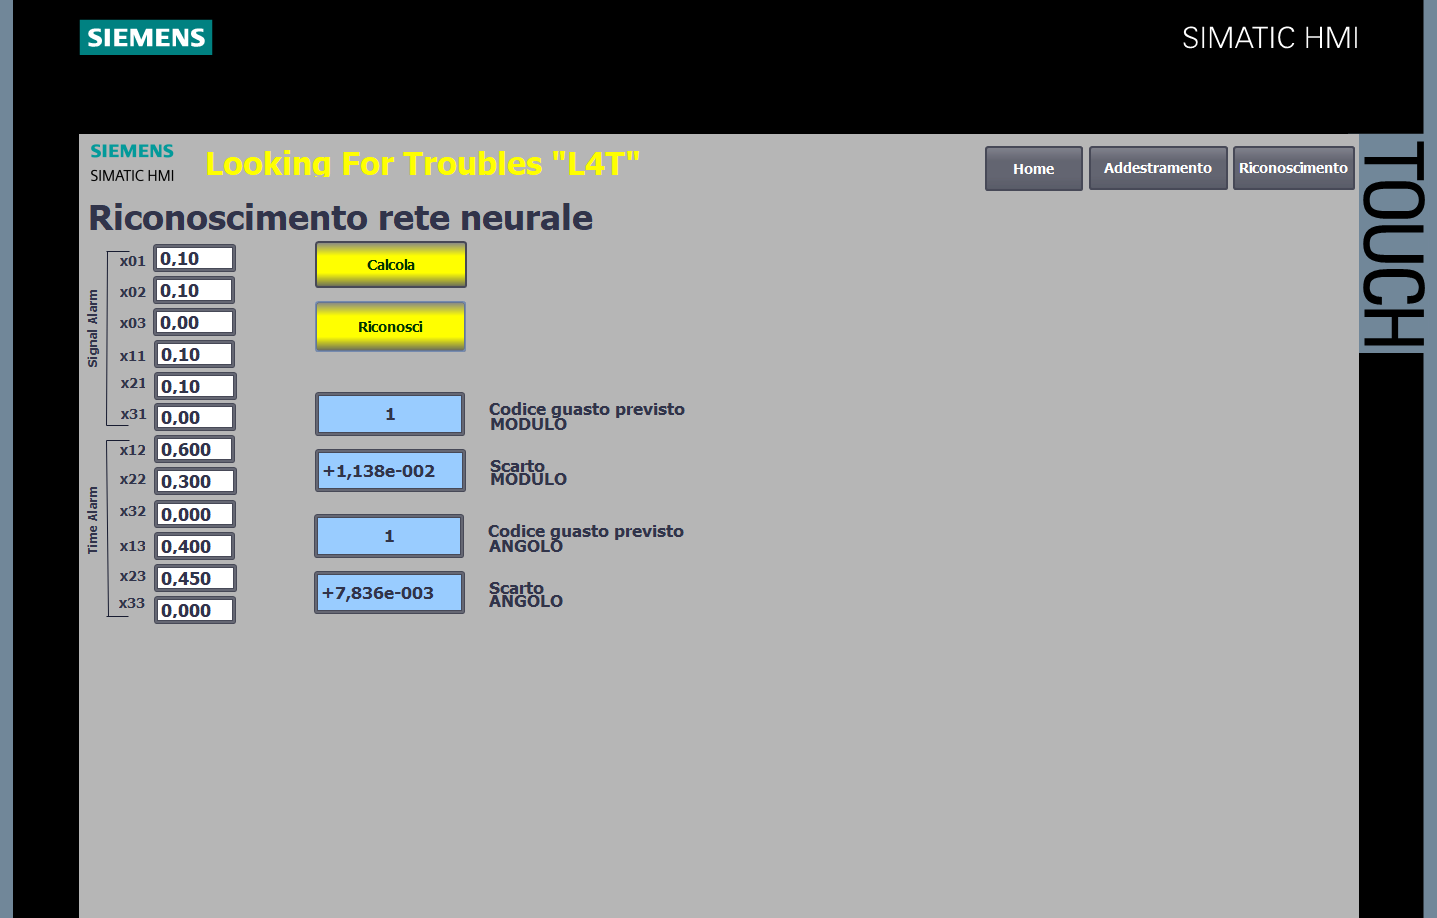 SIEMENS
SIMATIC HMI
TOUCH
SIEMENS
SIMATIC HMI
Looking For Troubles "L4T"
Home
Addestramento
Riconoscimento
Riconoscimento rete neurale
Signal Alarm
x01 0,10
x02 0,10
x03 0,00
x11 0,10
x21 0,10
x31 0,00
Time Alarm
x12 0,600
x22 0,300
x32 0,000
x13 0,400
x23 0,450
x33 0,000
Calcola
Riconosci
1
Codice guasto previsto
MODULO
+1,138e-002
Scarto
MODULO
1
Codice guasto previsto
ANGOLO
+7,836e-003
Scarto
ANGOLO